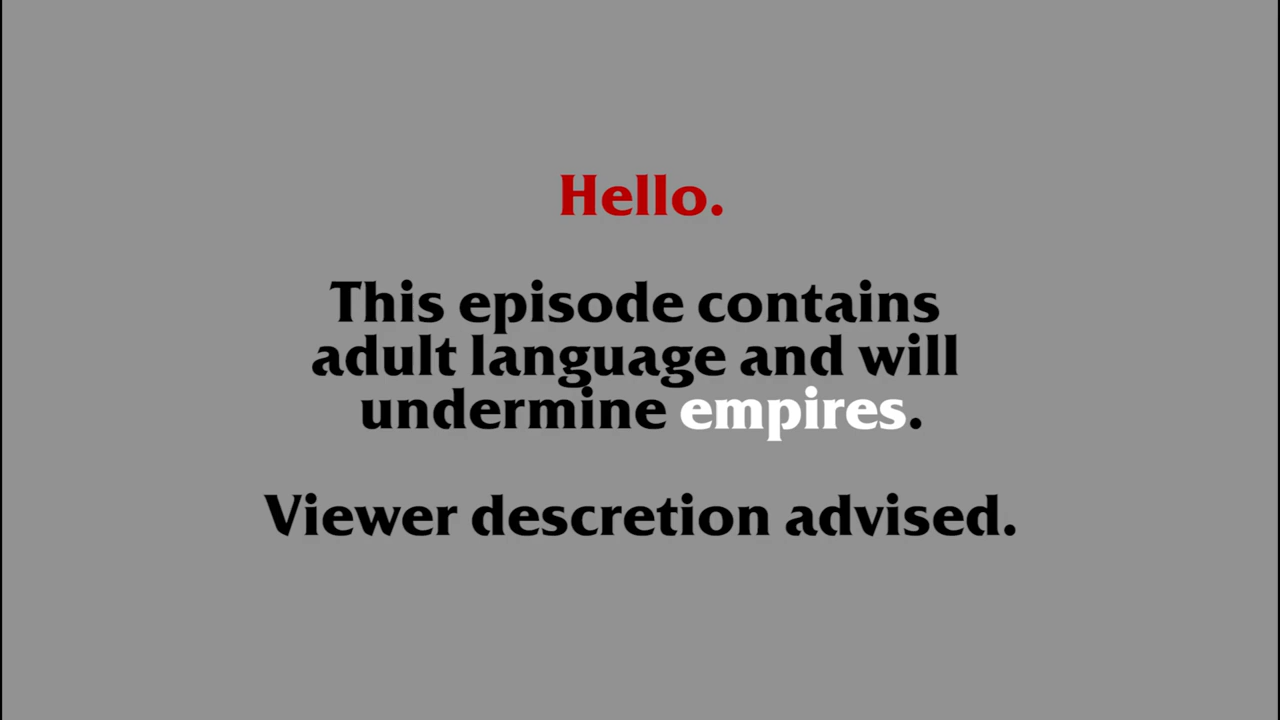 Hello.
This episode contains
adult language and will
undermine empires.
Viewer descretion advised.